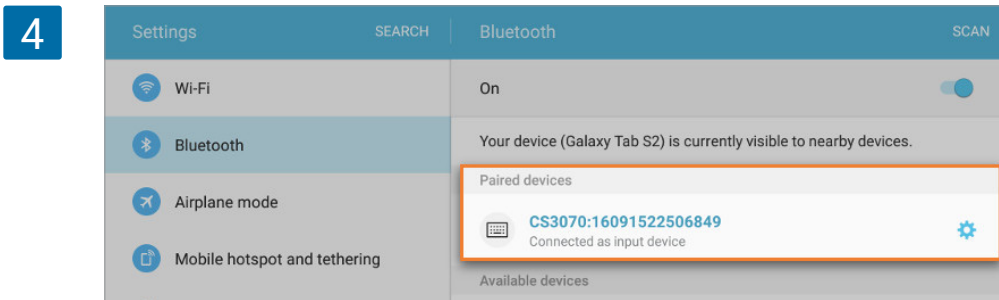 4
Settings SEARCH
Bluetooth SCAN
Wi-Fi
Bluetooth
Airplane mode
Mobile hotspot and tethering
On
Your device (Galaxy Tab S2) is currently visible to nearby devices.
Paired devices
CS3070:16091522506849
Connected as input device
Available devices